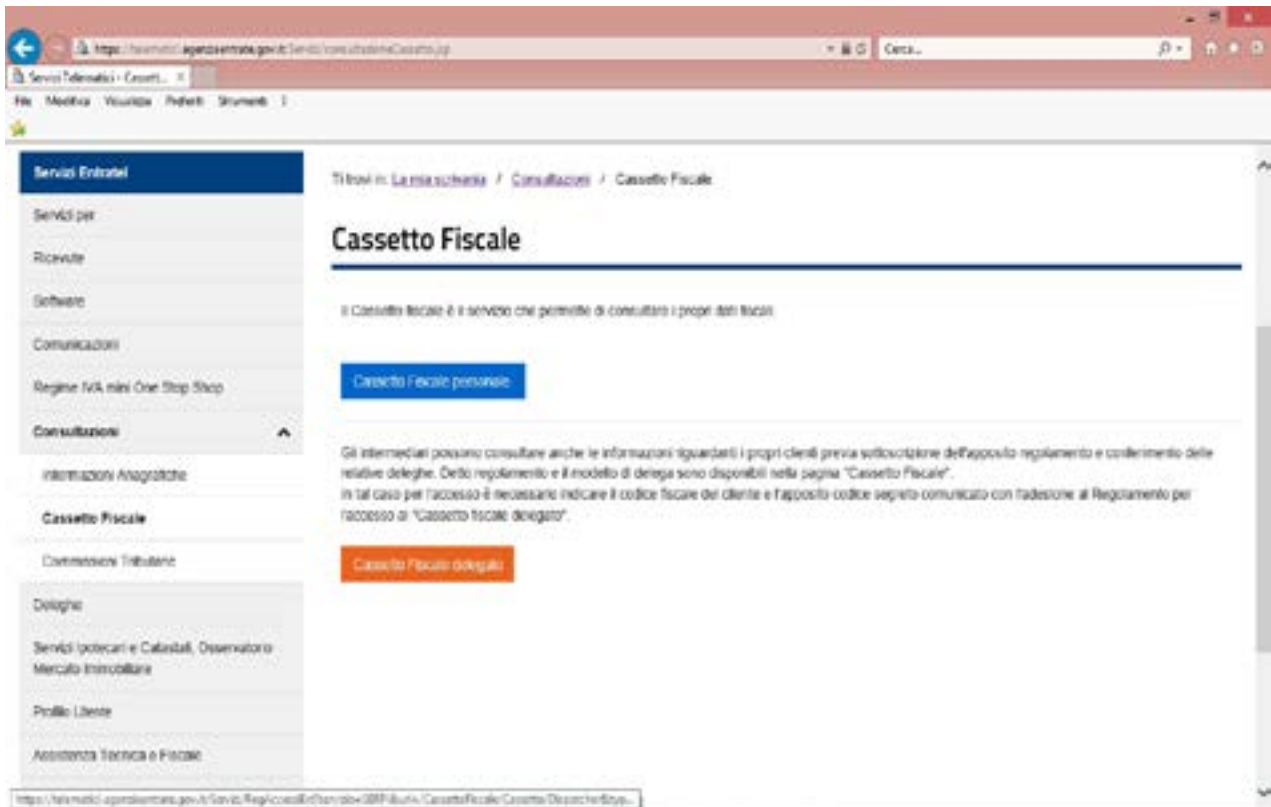 Cerca...
Servizi Telematici - Cassett...
File Modifica Visualizza Preferiti Strumenti ?
Servizi Entratel
Servizi per
Ricevute
Software
Comunicazioni
Regime IVA mini One Stop Shop
Consultazioni
Informazioni Anagrafiche
Cassetto Fiscale
Commissioni Tributarie
Deleghe
Servizi Ipotecari e Catastali, Osservatorio
Mercato Immobiliare
Profilo Utente
Assistenza Tecnica e Fiscale
Ti trovi in: La mia scrivania / Consultazioni / Cassetto Fiscale
Cassetto Fiscale
Il Cassetto fiscale è il servizio che permette di consultare i propri dati fiscali.
Cassetto Fiscale personale
Gli intermediari possono consultare anche le informazioni riguardanti i propri clienti previa sottoscrizione dell'apposito regolamento e conferimento delle
relative deleghe. Detto regolamento e il modello di delega sono disponibili nella pagina "Cassetto Fiscale".
In tal caso per l'accesso è necessario indicare il codice fiscale del cliente e l'apposito codice segreto comunicato con l'adesione al Regolamento per
l'accesso al "Cassetto fiscale delegato".
Cassetto Fiscale delegato